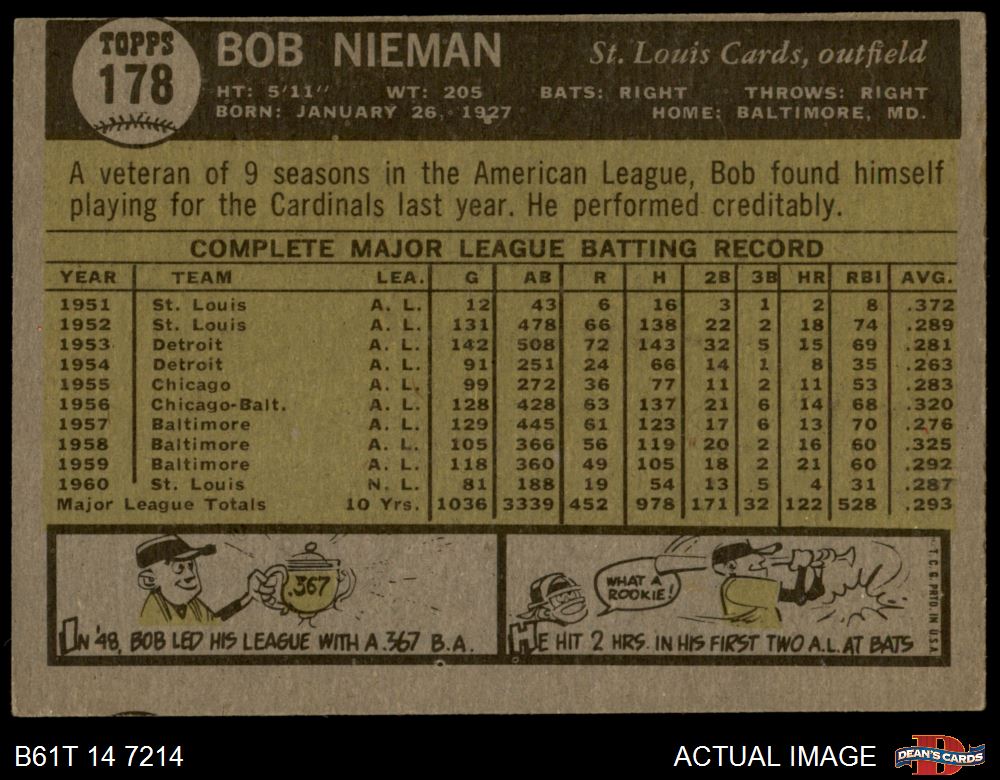 TOPPS
178
BOB NIEMAN
St. Louis Cards, outfield
HT: 5'11" WT: 205 BATS: RIGHT THROWS: RIGHT
BORN: JANUARY 26, 1927 HOME: BALTIMORE, MD.
A veteran of 9 seasons in the American League, Bob found himself
playing for the Cardinals last year. He performed creditably.
COMPLETE MAJOR LEAGUE BATTING RECORD
YEAR TEAM LEA. G AB R H 2B 3B HR RBI AVG.
1951 St. Louis A. L. 12 43 6 16 3 1 2 8 .372
1952 St. Louis A. L. 131 478 66 138 22 2 18 74 .289
1953 Detroit A. L. 142 508 72 143 32 5 15 69 .281
1954 Detroit A. L. 91 251 24 66 14 1 8 35 .263
1955 Chicago A. L. 99 272 36 77 11 2 11 53 .283
1956 Chicago-Balt. A. L. 128 428 63 137 21 6 14 68 .320
1957 Baltimore A. L. 129 445 61 123 17 6 13 70 .276
1958 Baltimore A. L. 105 366 56 119 20 2 16 60 .325
1959 Baltimore A. L. 118 360 49 105 18 2 21 60 .292
1960 St. Louis N. L. 81 188 19 54 13 5 4 31 .287
Major League Totals 10 Yrs. 1036 3339 452 978 171 32 122 528 .293
.367
IN '48, BOB LED HIS LEAGUE WITH A .367 B.A.
WHAT A
ROOKIE!
HE HIT 2 HRS. IN HIS FIRST TWO A.L. AT BATS
T.C.G. PRTD. IN U.S.A.
B61T 14 7214
ACTUAL IMAGE
DEAN'S CARDS